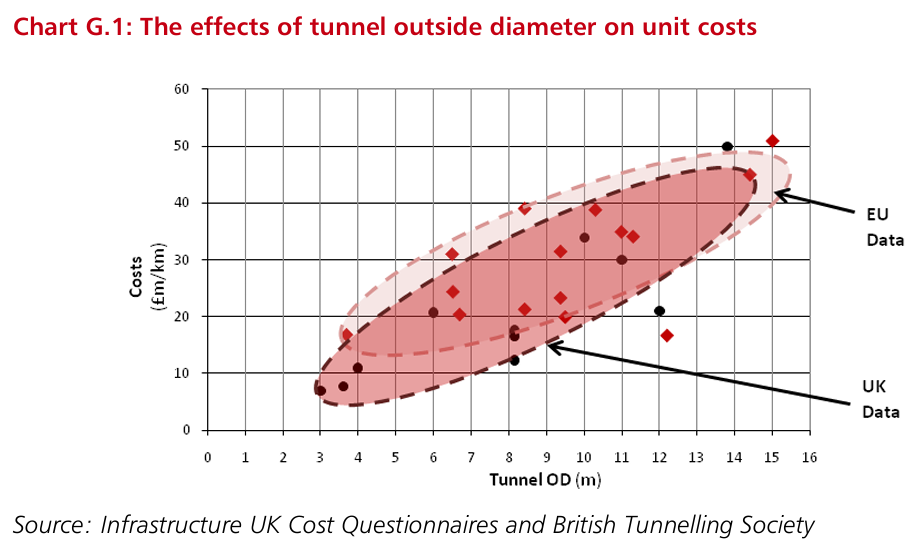 Chart G.1: The effects of tunnel outside diameter on unit costs
60
50
40
30
20
10
0
Costs
(£m/km)
0 1 2 3 4 5 6 7 8 9 10 11 12 13 14 15 16
Tunnel OD (m)
EU
Data
UK
Data
Source: Infrastructure UK Cost Questionnaires and British Tunnelling Society